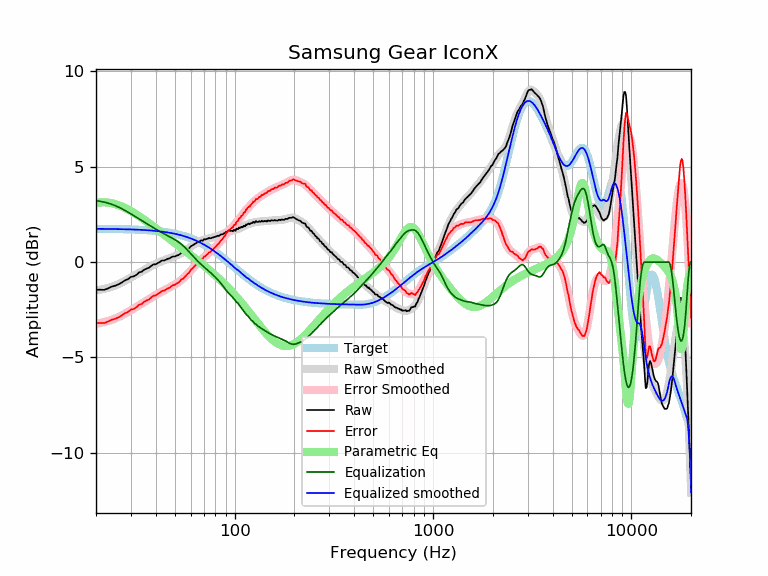 Samsung Gear IconX
Amplitude (dBr)
10
5
0
−5
−10
Target
Raw Smoothed
Error Smoothed
Raw
Error
Parametric Eq
Equalization
Equalized smoothed
100
1000
10000
Frequency (Hz)